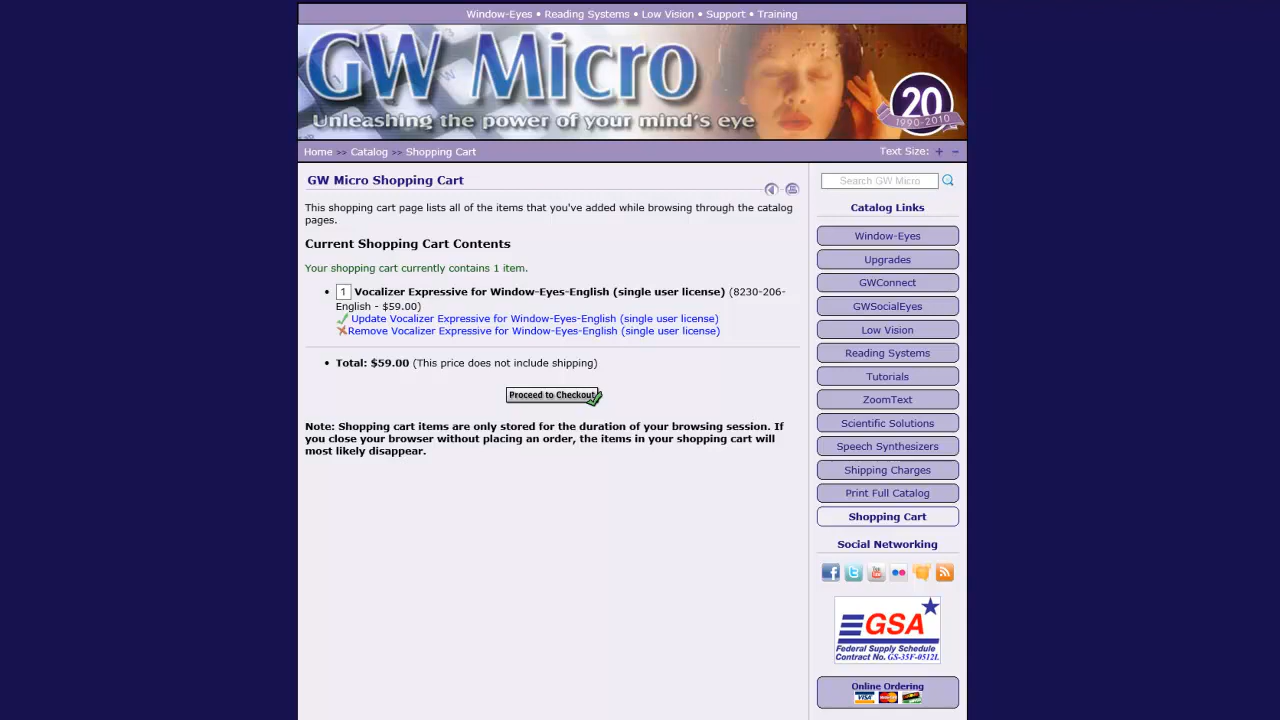 Window-Eyes • Reading Systems • Low Vision • Support • Training
GW Micro
Unleashing the power of your mind's eye
20
1990-2010
Home >> Catalog >> Shopping Cart
Text Size: + -
GW Micro Shopping Cart
This shopping cart page lists all of the items that you've added while browsing through the catalog
pages.
Current Shopping Cart Contents
Your shopping cart currently contains 1 item.
• 1 Vocalizer Expressive for Window-Eyes-English (single user license) (8230-206-
English - $59.00)
Update Vocalizer Expressive for Window-Eyes-English (single user license)
Remove Vocalizer Expressive for Window-Eyes-English (single user license)
• Total: $59.00 (This price does not include shipping)
Proceed to Checkout
Note: Shopping cart items are only stored for the duration of your browsing session. If
you close your browser without placing an order, the items in your shopping cart will
most likely disappear.
Search GW Micro
Catalog Links
Window-Eyes
Upgrades
GWConnect
GWSocialEyes
Low Vision
Reading Systems
Tutorials
ZoomText
Scientific Solutions
Speech Synthesizers
Shipping Charges
Print Full Catalog
Shopping Cart
Social Networking
GSA
Federal Supply Schedule
Contract No. GS-35F-0512L
Online Ordering
VISA